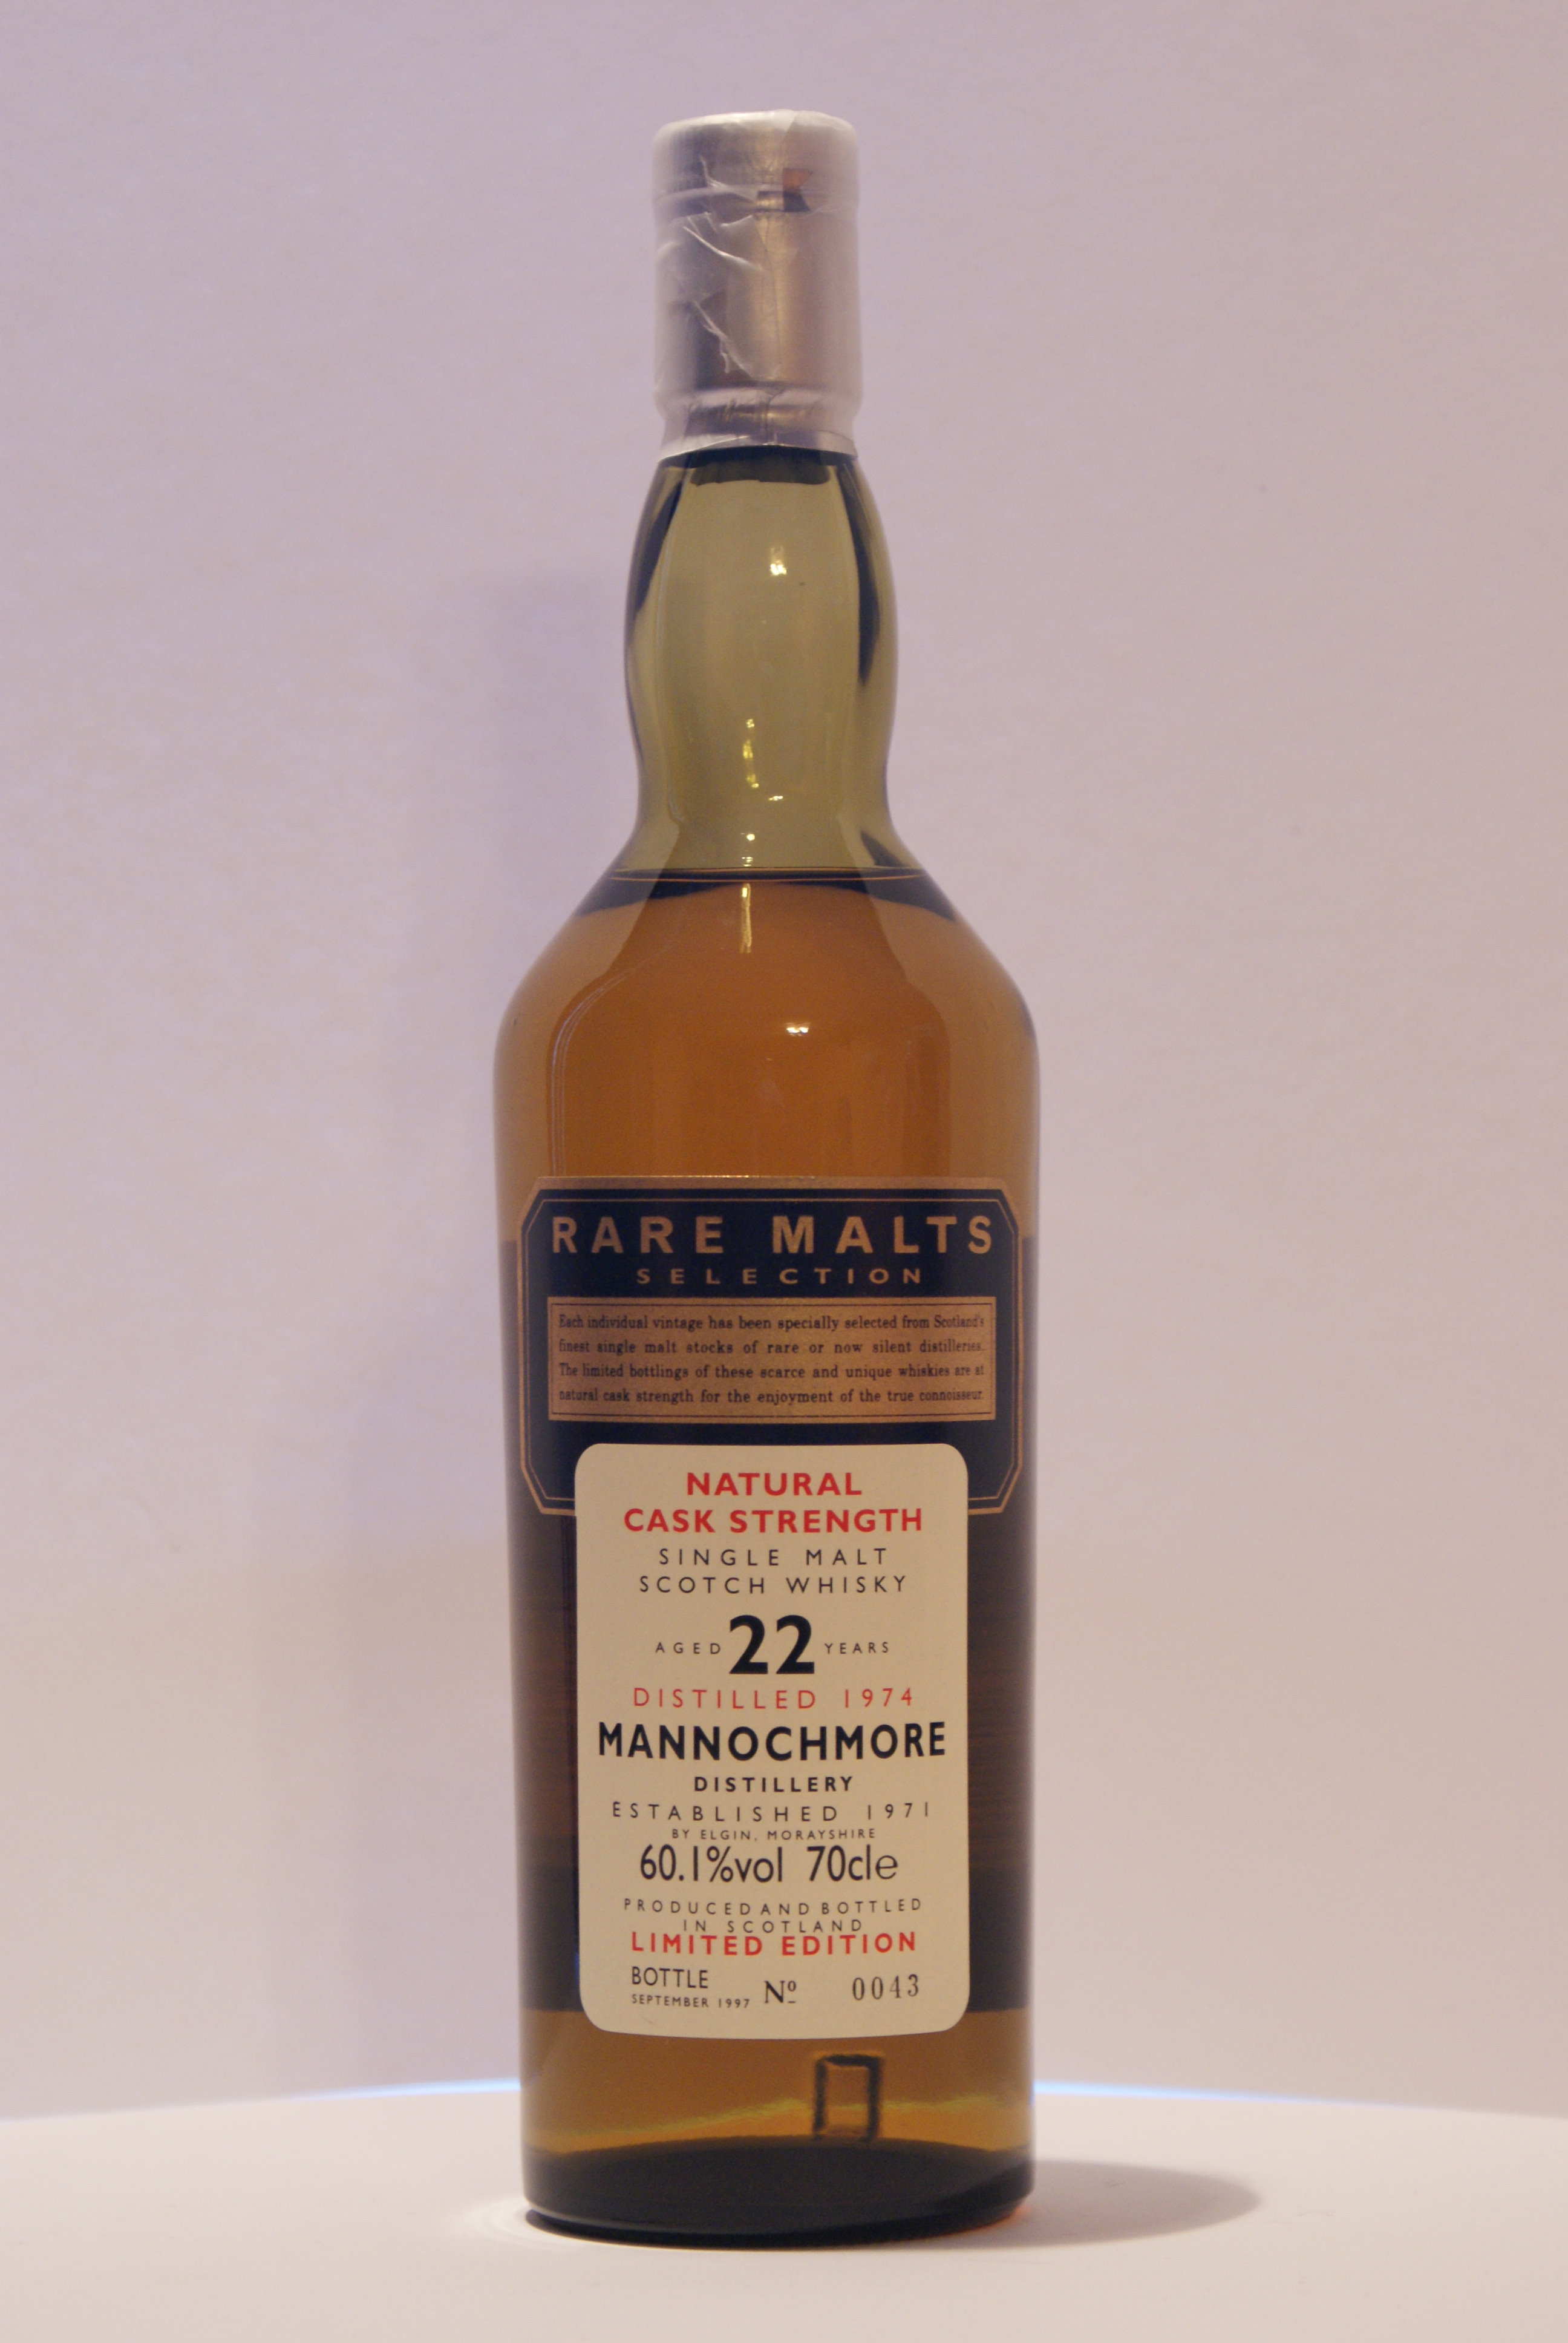 RARE MALTS
SELECTION
Each individual vintage has been specially selected from Scotland's
finest single malt stocks of rare or now silent distilleries.
The limited bottlings of these scarce and unique whiskies are at
natural cask strength for the enjoyment of the true connoisseur.
NATURAL
CASK STRENGTH
SINGLE MALT
SCOTCH WHISKY
AGED 22 YEARS
DISTILLED 1974
MANNOCHMORE
DISTILLERY
ESTABLISHED 1971
BY ELGIN, MORAYSHIRE
60.1%vol 70cle
PRODUCED AND BOTTLED
IN SCOTLAND
LIMITED EDITION
BOTTLE
SEPTEMBER 1997 Nº 0043